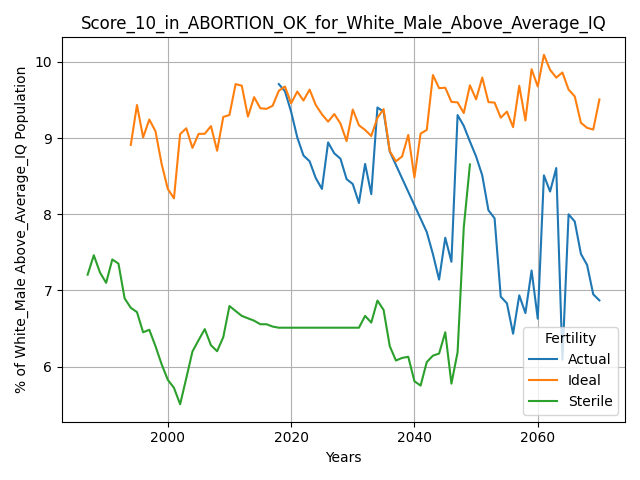 Score_10_in_ABORTION_OK_for_White_Male_Above_Average_IQ
% of White_Male Above_Average_IQ Population
10
9
8
7
6
2000 2020 2040 2060
Years
Fertility
Actual
Ideal
Sterile